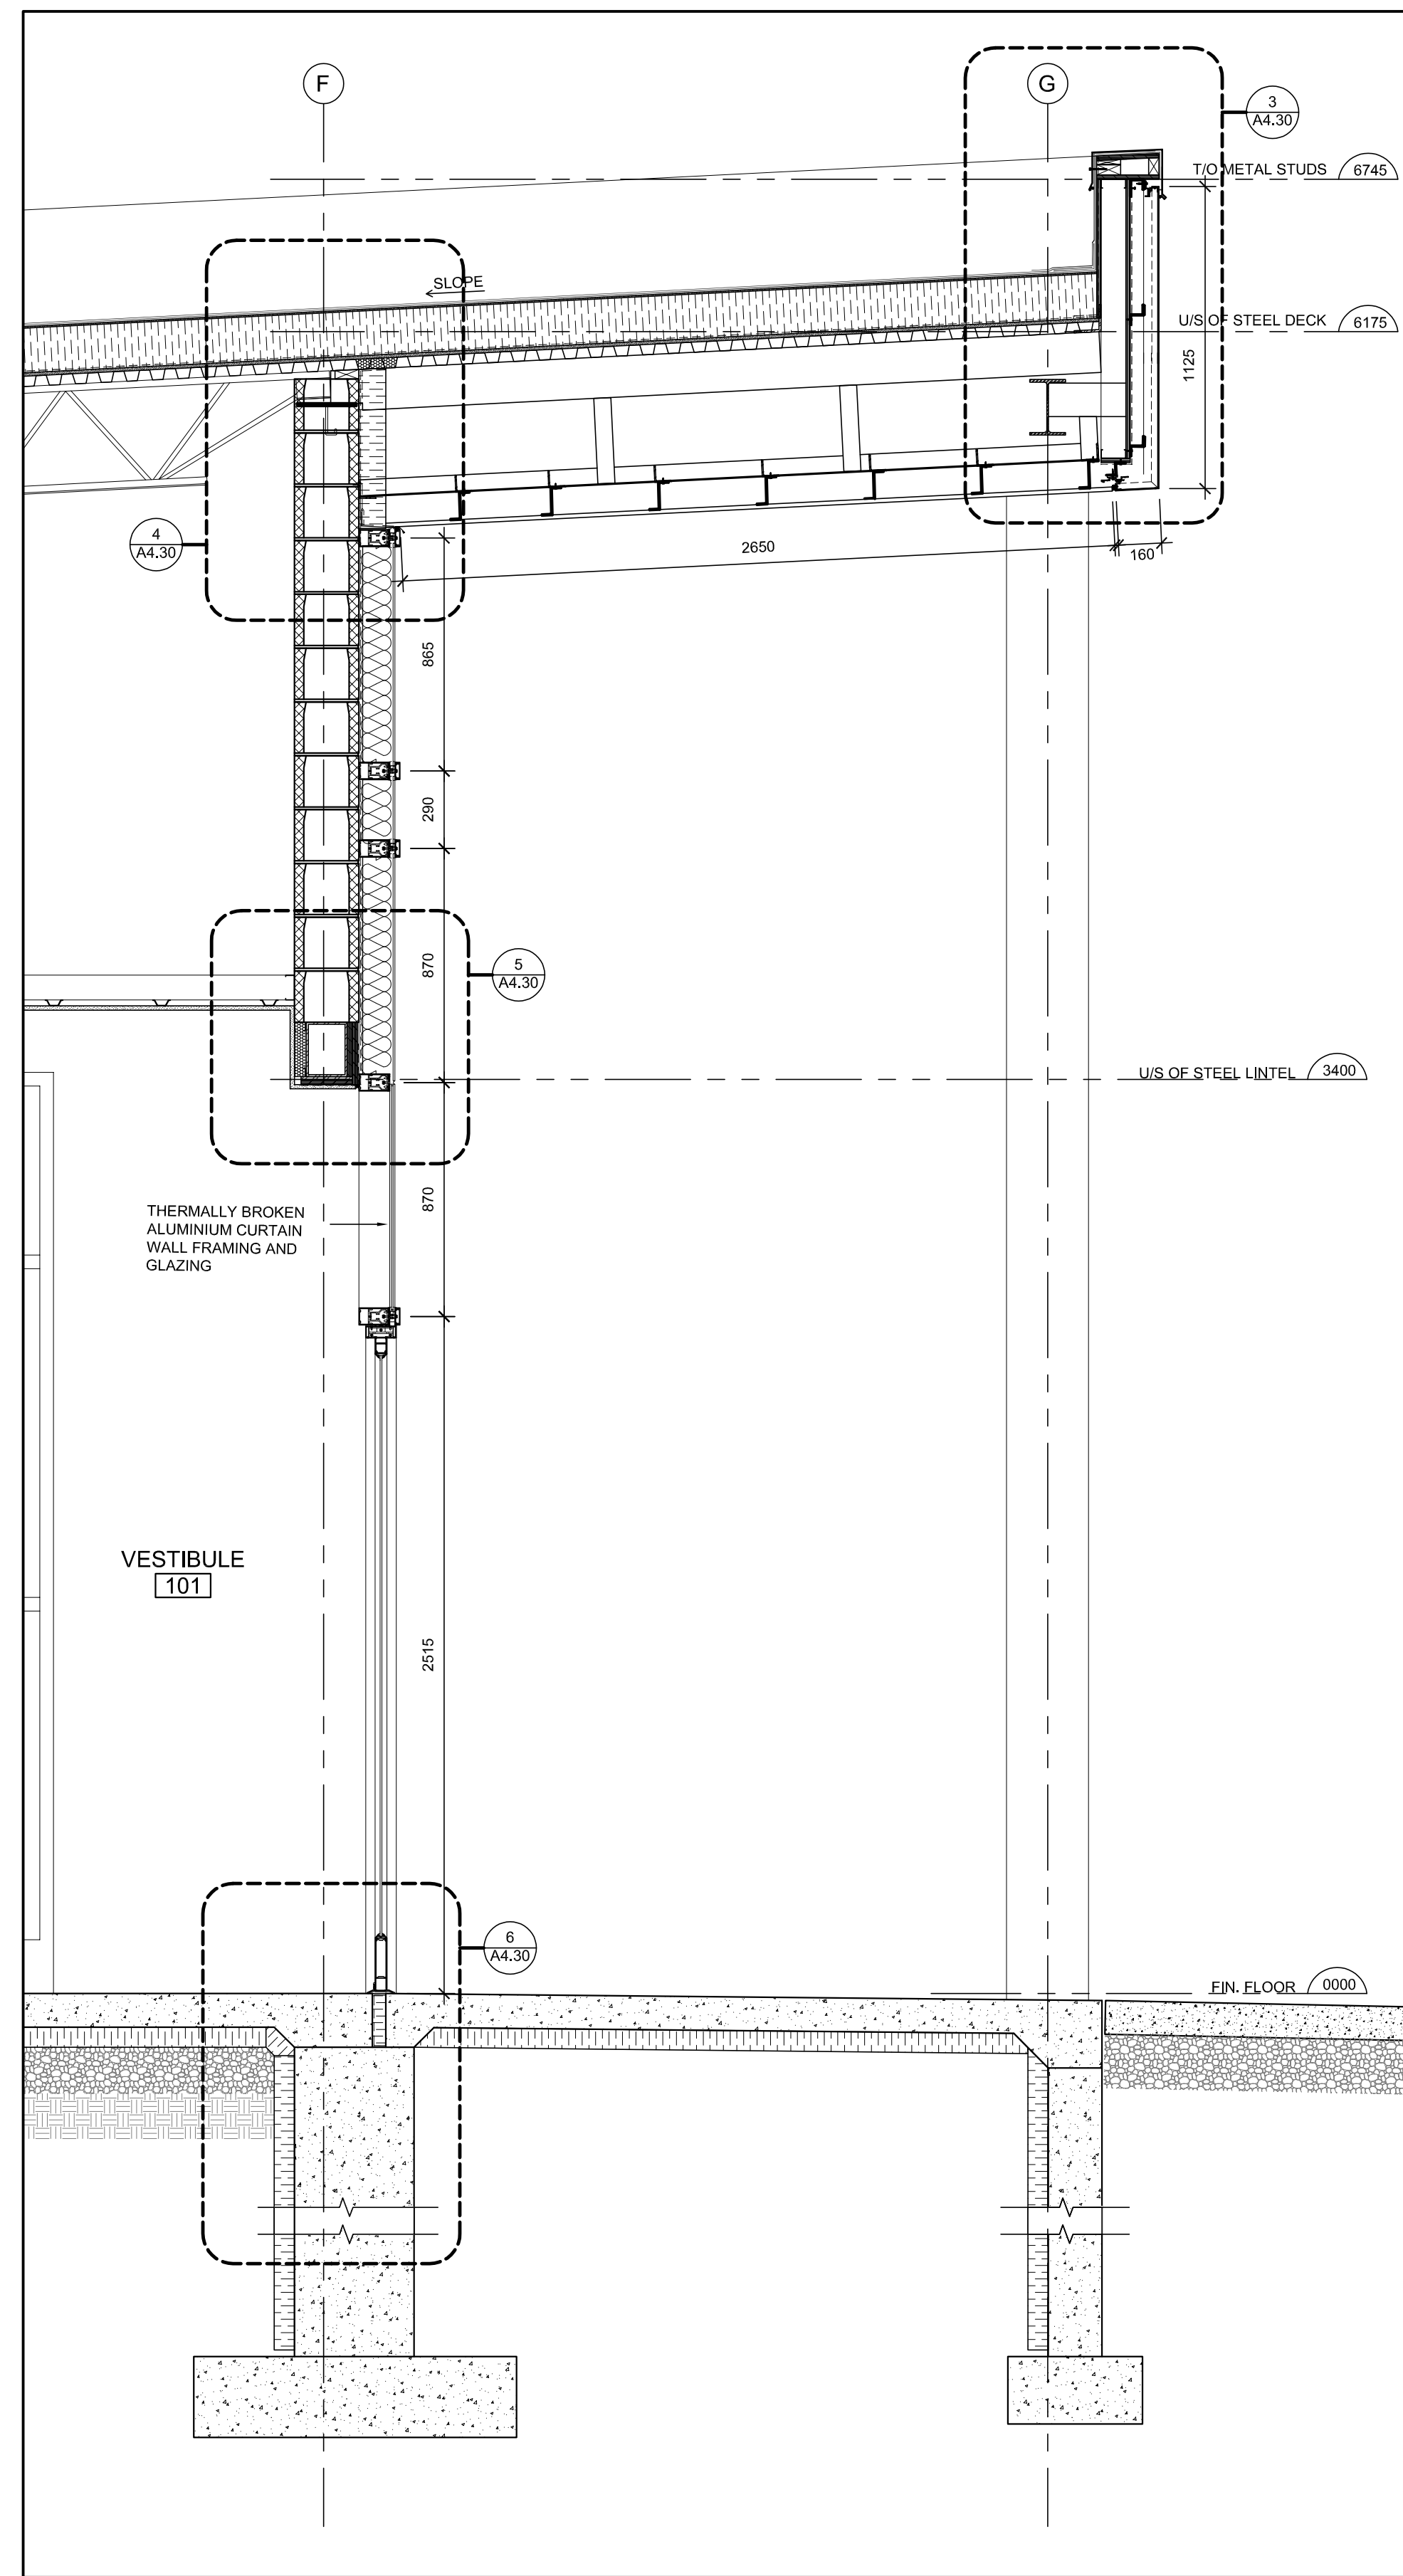 F
G
3
A4.30
T/O METAL STUDS 6745
SLOPE
U/S OF STEEL DECK 6175
1125
4
A4.30
2650
160
865
290
5
A4.30
870
U/S OF STEEL LINTEL 3400
870
THERMALLY BROKEN
ALUMINIUM CURTAIN
WALL FRAMING AND
GLAZING
VESTIBULE
101
2515
6
A4.30
FIN. FLOOR 0000